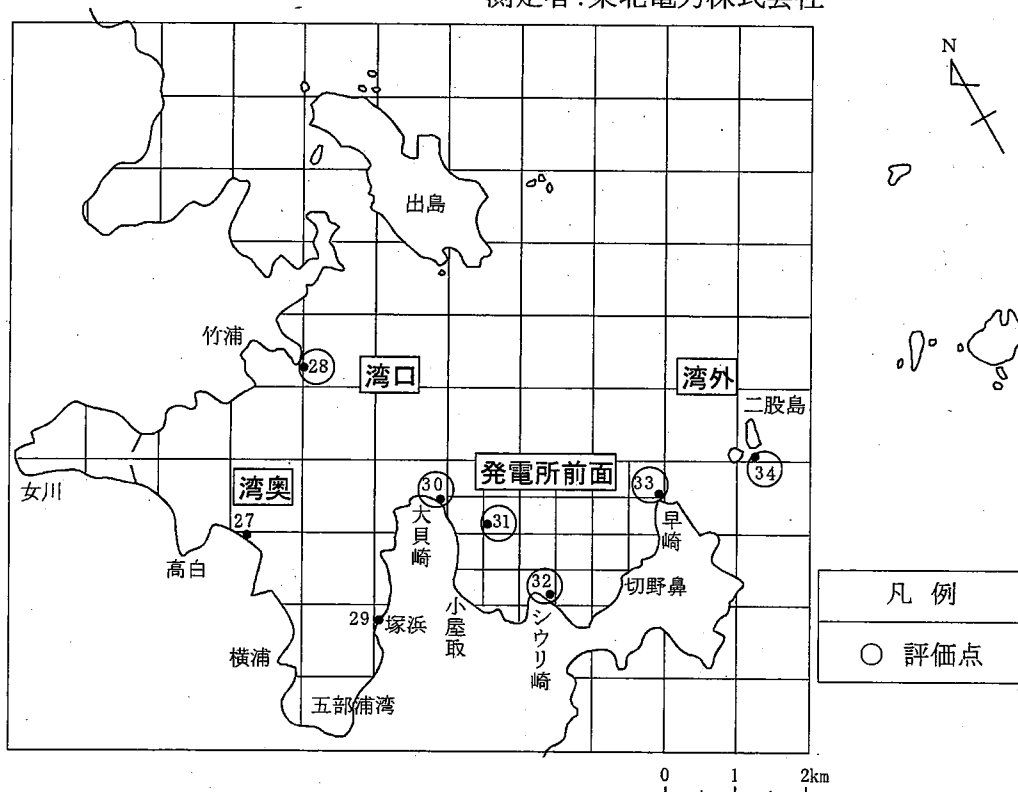 測定者:東北電力株式会社
N
出島
竹浦
28
湾口
湾外
二股島
発電所前面
女川
湾奥
30
33
34
27
大貝崎
31
早崎
高白
32
切野鼻
凡例
29
塚浜
小屋取
シウリ崎
○ 評価点
横浦
五部浦湾
0 1 2km